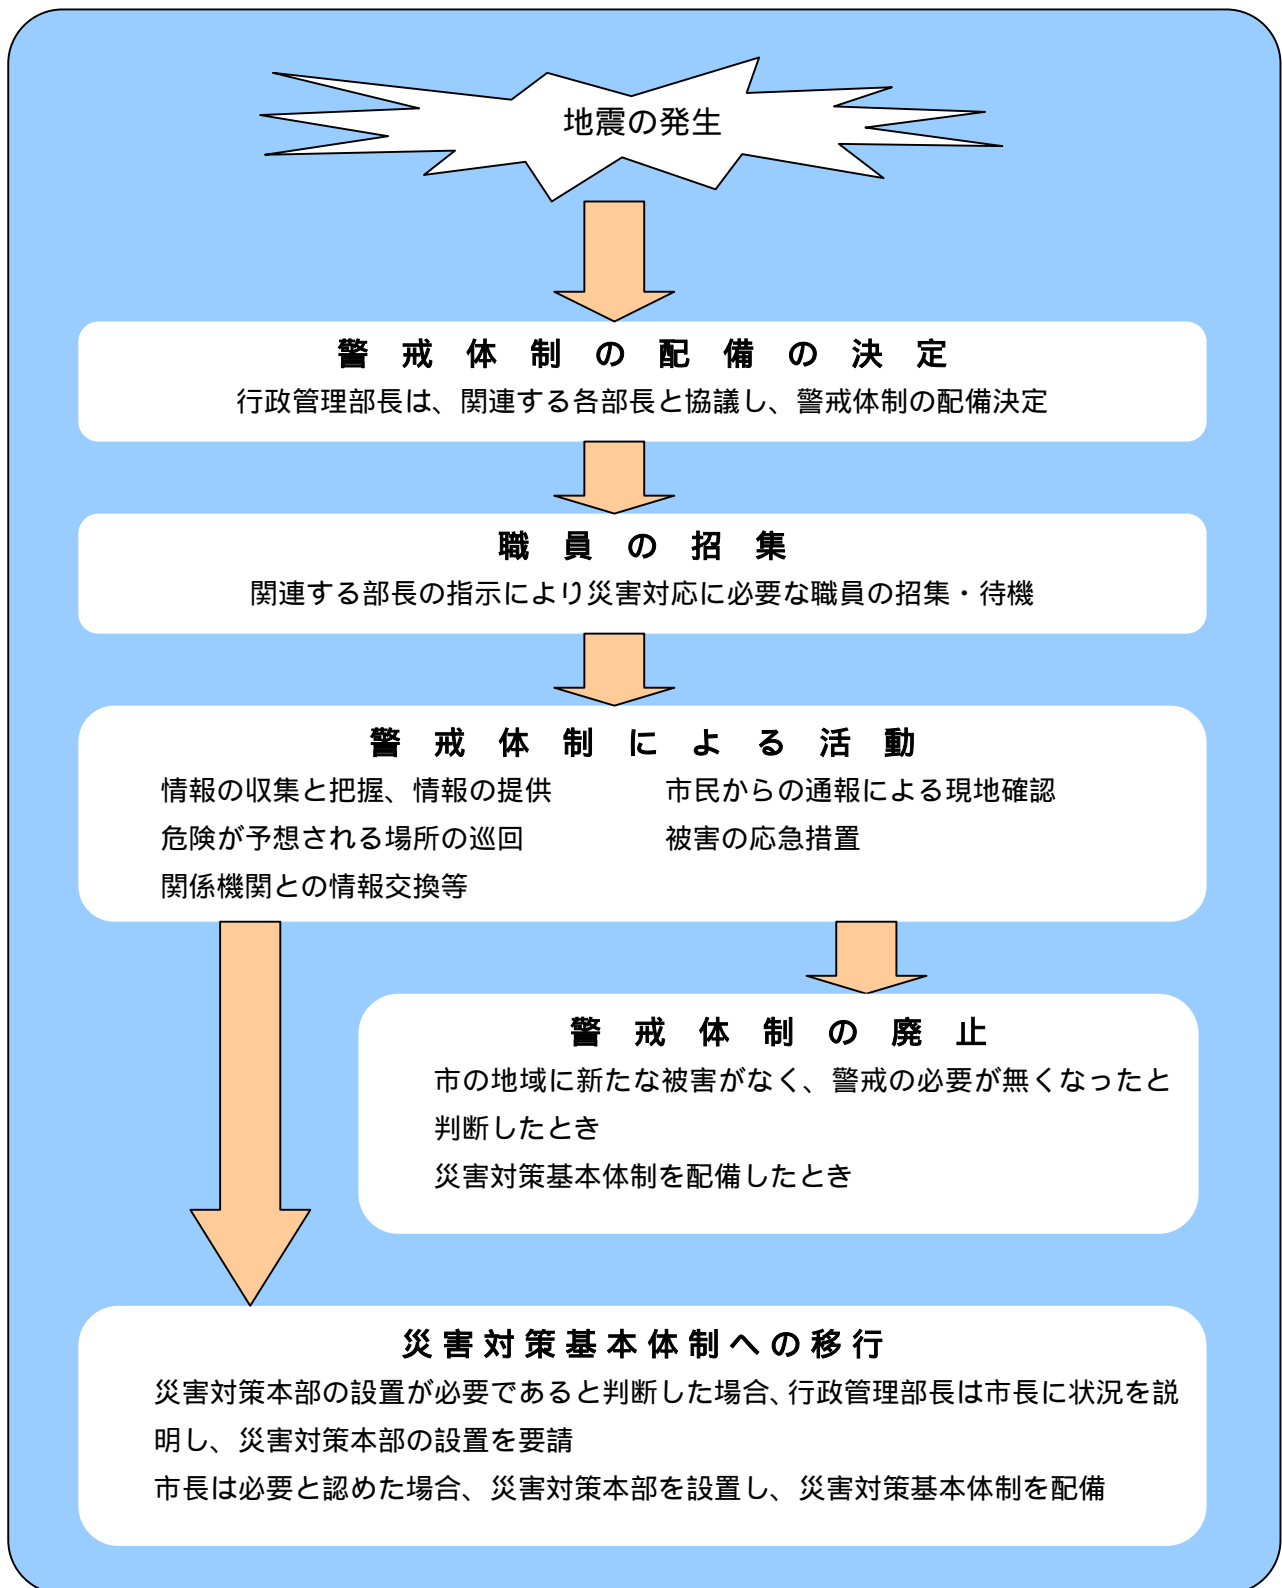 地震の発生
警戒体制の配備の決定
行政管理部長は、関連する各部長と協議し、警戒体制の配備決定
職員の招集
関連する部長の指示により災害対応に必要な職員の招集・待機
警戒体制による活動
情報の収集と把握、情報の提供
市民からの通報による現地確認
危険が予想される場所の巡回
被害の応急措置
関係機関との情報交換等
警戒体制の廃止
市の地域に新たな被害がなく、警戒の必要が無くなったと
判断したとき
災害対策基本体制を配備したとき
災害対策基本体制への移行
災害対策本部の設置が必要であると判断した場合、行政管理部長は市長に状況を説
明し、災害対策本部の設置を要請
市長は必要と認めた場合、災害対策本部を設置し、災害対策基本体制を配備